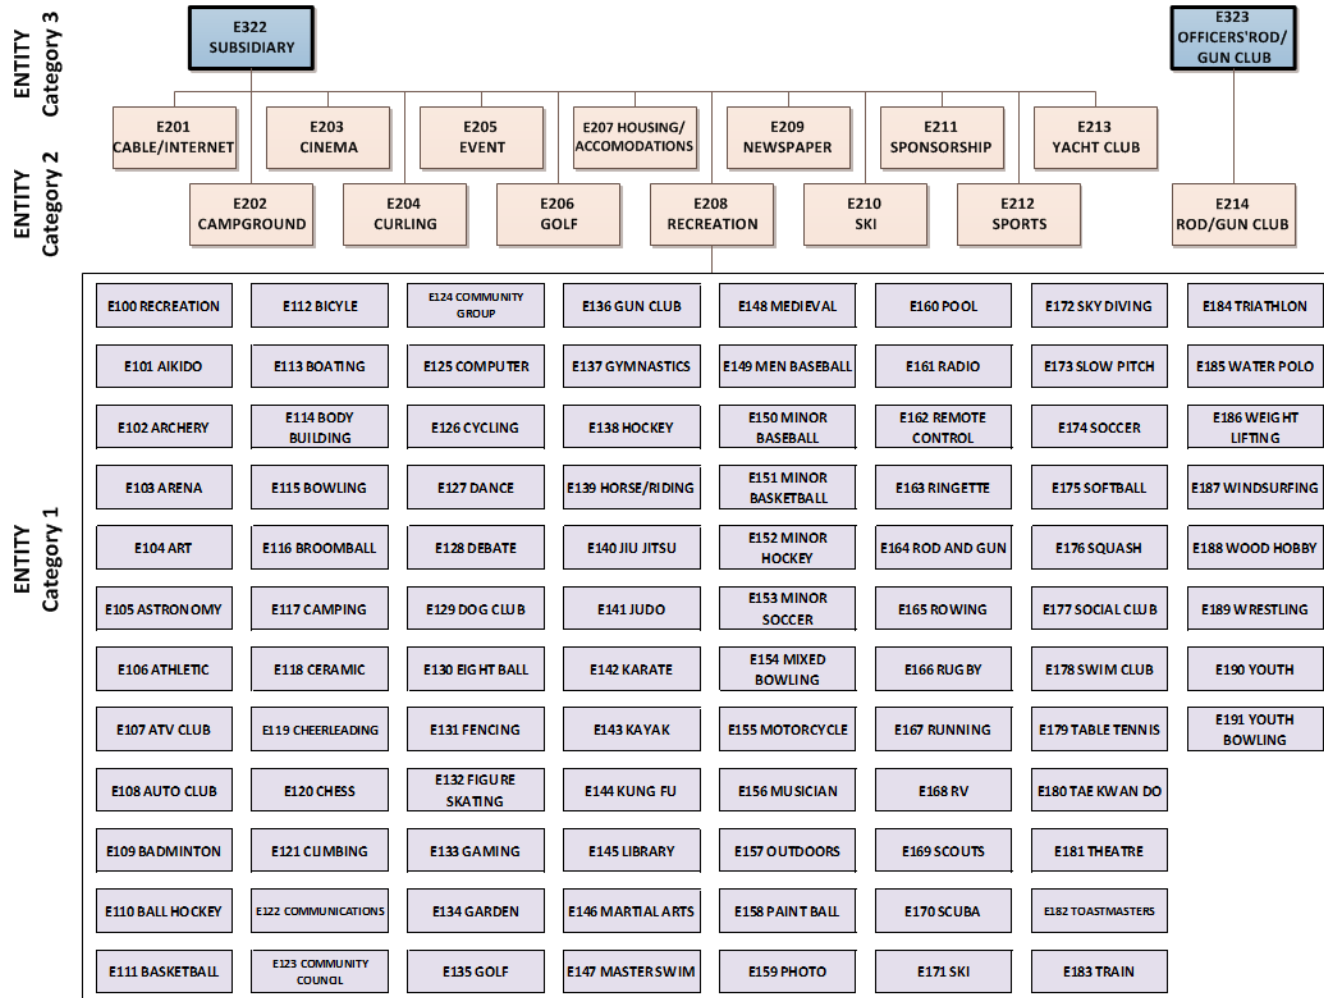 ENTITY
Category 3
E322
SUBSIDIARY
E323
OFFICERS'ROD/
GUN CLUB
ENTITY
Category 2
E201
CABLE/INTERNET
E203
CINEMA
E205
EVENT
E207 HOUSING/
ACCOMODATIONS
E209
NEWSPAPER
E211
SPONSORSHIP
E213
YACHT CLUB
E202
CAMPGROUND
E204
CURLING
E206
GOLF
E208
RECREATION
E210
SKI
E212
SPORTS
E214
ROD/GUN CLUB
ENTITY
Category 1
E100 RECREATION
E101 AIKIDO
E102 ARCHERY
E103 ARENA
E104 ART
E105 ASTRONOMY
E106 ATHLETIC
E107 ATV CLUB
E108 AUTO CLUB
E109 BADMINTON
E110 BALL HOCKEY
E111 BASKETBALL
E112 BICYLE
E113 BOATING
E114 BODY
BUILDING
E115 BOWLING
E116 BROOMBALL
E117 CAMPING
E118 CERAMIC
E119 CHEERLEADING
E120 CHESS
E121 CLIMBING
E122 COMMUNICATIONS
E123 COMMUNITY
COUNCIL
E124 COMMUNITY
GROUP
E125 COMPUTER
E126 CYCLING
E127 DANCE
E128 DEBATE
E129 DOG CLUB
E130 EIGHT BALL
E131 FENCING
E132 FIGURE
SKATING
E133 GAMING
E134 GARDEN
E135 GOLF
E136 GUN CLUB
E137 GYMNASTICS
E138 HOCKEY
E139 HORSE/RIDING
E140 JIU JITSU
E141 JUDO
E142 KARATE
E143 KAYAK
E144 KUNG FU
E145 LIBRARY
E146 MARTIAL ARTS
E147 MASTER SWIM
E148 MEDIEVAL
E149 MEN BASEBALL
E150 MINOR
BASEBALL
E151 MINOR
BASKETBALL
E152 MINOR
HOCKEY
E153 MINOR
SOCCER
E154 MIXED
BOWLING
E155 MOTORCYCLE
E156 MUSICIAN
E157 OUTDOORS
E158 PAINT BALL
E159 PHOTO
E160 POOL
E161 RADIO
E162 REMOTE
CONTROL
E163 RINGETTE
E164 ROD AND GUN
E165 ROWING
E166 RUGBY
E167 RUNNING
E168 RV
E169 SCOUTS
E170 SCUBA
E171 SKI
E172 SKY DIVING
E173 SLOW PITCH
E174 SOCCER
E175 SOFTBALL
E176 SQUASH
E177 SOCIAL CLUB
E178 SWIM CLUB
E179 TABLE TENNIS
E180 TAE KWAN DO
E181 THEATRE
E182 TOASTMASTERS
E183 TRAIN
E184 TRIATHLON
E185 WATER POLO
E186 WEIGHT
LIFTING
E187 WINDSURFING
E188 WOOD HOBBY
E189 WRESTLING
E190 YOUTH
E191 YOUTH
BOWLING